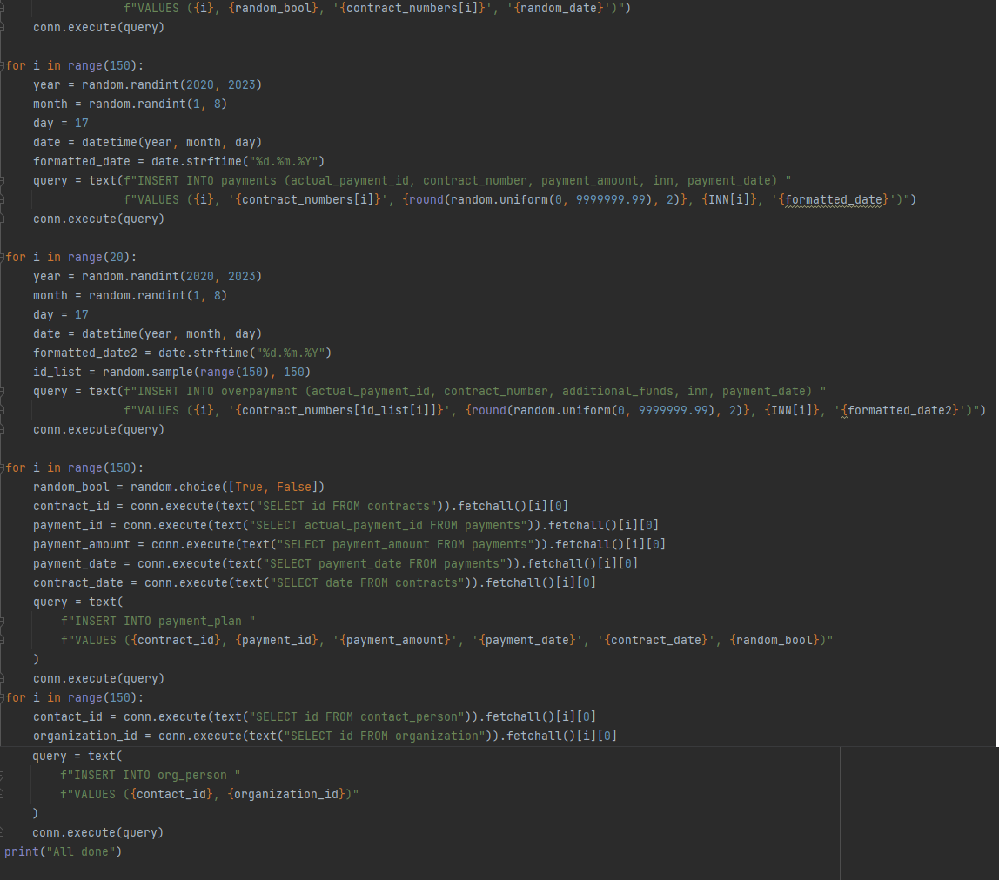 f"VALUES ({i}, {random_bool}, '{contract_numbers[i]}', '{random_date}')")
conn.execute(query)
for i in range(150):
year = random.randint(2020, 2023)
month = random.randint(1, 8)
day = 17
date = datetime(year, month, day)
formatted_date = date.strftime("%d.%m.%Y")
query = text(f"INSERT INTO payments (actual_payment_id, contract_number, payment_amount, inn, payment_date) "
f"VALUES ({i}, '{contract_numbers[i]}', {round(random.uniform(0, 9999999.99), 2)}, {INN[i]}, '{formatted_date}')")
conn.execute(query)
for i in range(20):
year = random.randint(2020, 2023)
month = random.randint(1, 8)
day = 17
date = datetime(year, month, day)
formatted_date2 = date.strftime("%d.%m.%Y")
id_list = random.sample(range(150), 150)
query = text(f"INSERT INTO overpayment (actual_payment_id, contract_number, additional_funds, inn, payment_date) "
f"VALUES ({i}, '{contract_numbers[id_list[i]]}', {round(random.uniform(0, 9999999.99), 2)}, {INN[i]}, '{formatted_date2}')")
conn.execute(query)
for i in range(150):
random_bool = random.choice([True, False])
contract_id = conn.execute(text("SELECT id FROM contracts")).fetchall()[i][0]
payment_id = conn.execute(text("SELECT actual_payment_id FROM payments")).fetchall()[i][0]
payment_amount = conn.execute(text("SELECT payment_amount FROM payments")).fetchall()[i][0]
payment_date = conn.execute(text("SELECT payment_date FROM payments")).fetchall()[i][0]
contract_date = conn.execute(text("SELECT date FROM contracts")).fetchall()[i][0]
query = text(
f"INSERT INTO payment_plan "
f"VALUES ({contract_id}, {payment_id}, '{payment_amount}', '{payment_date}', '{contract_date}', {random_bool})"
)
conn.execute(query)
for i in range(150):
contact_id = conn.execute(text("SELECT id FROM contact_person")).fetchall()[i][0]
organization_id = conn.execute(text("SELECT id FROM organization")).fetchall()[i][0]
query = text(
f"INSERT INTO org_person "
f"VALUES ({contact_id}, {organization_id})"
)
conn.execute(query)
print("All done")